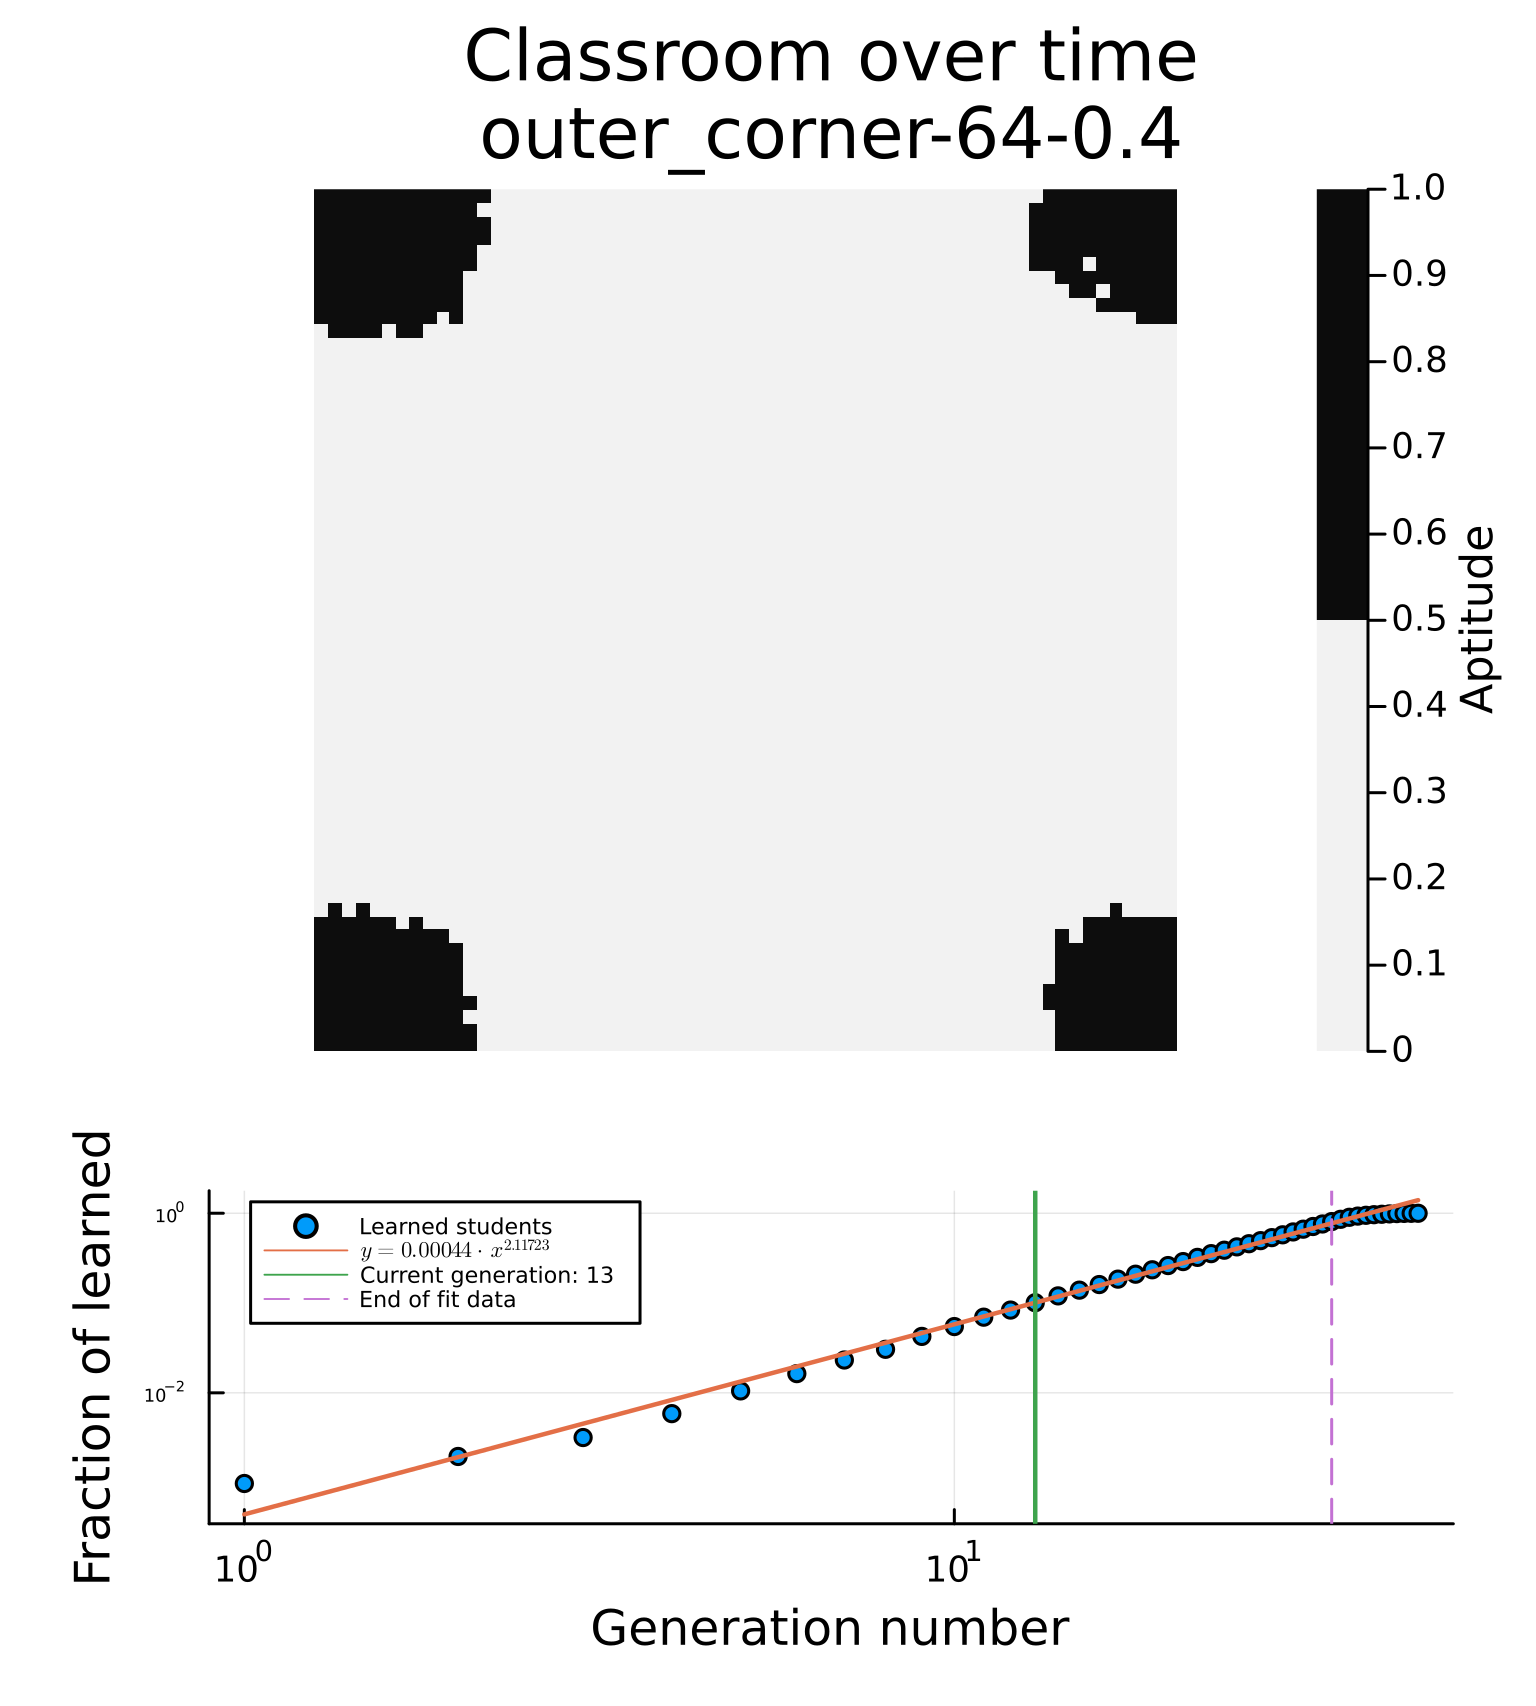 Classroom over time
outer_corner-64-0.4
1.0
0.9
0.8
0.7
0.6
0.5
0.4
0.3
0.2
0.1
0
Aptitude
Fraction of learned
10⁰
10⁻²
Learned students
y = 0.00044 · x^2.11723
Current generation: 13
End of fit data
10⁰
10¹
Generation number